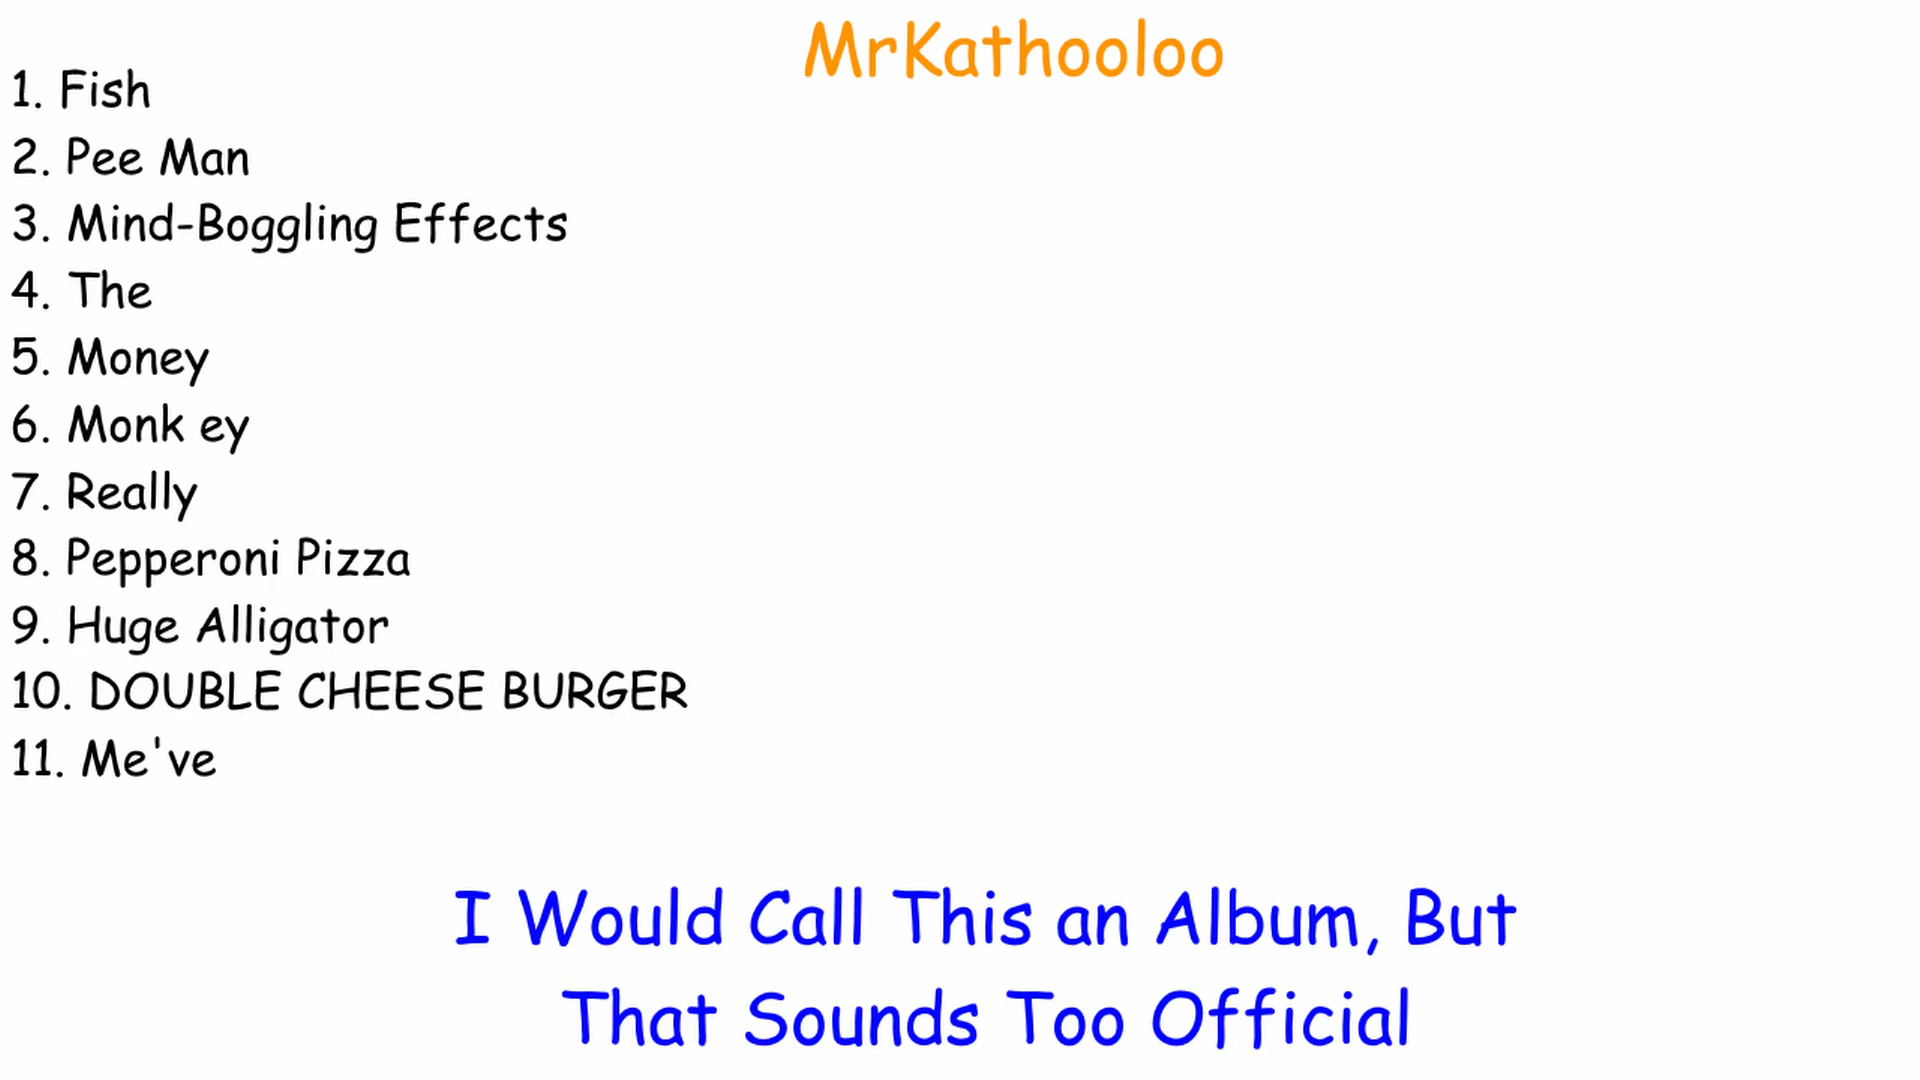 MrKathooloo
1. Fish
2. Pee Man
3. Mind-Boggling Effects
4. The
5. Money
6. Monk ey
7. Really
8. Pepperoni Pizza
9. Huge Alligator
10. DOUBLE CHEESE BURGER
11. Me've
I Would Call This an Album, But
That Sounds Too Official